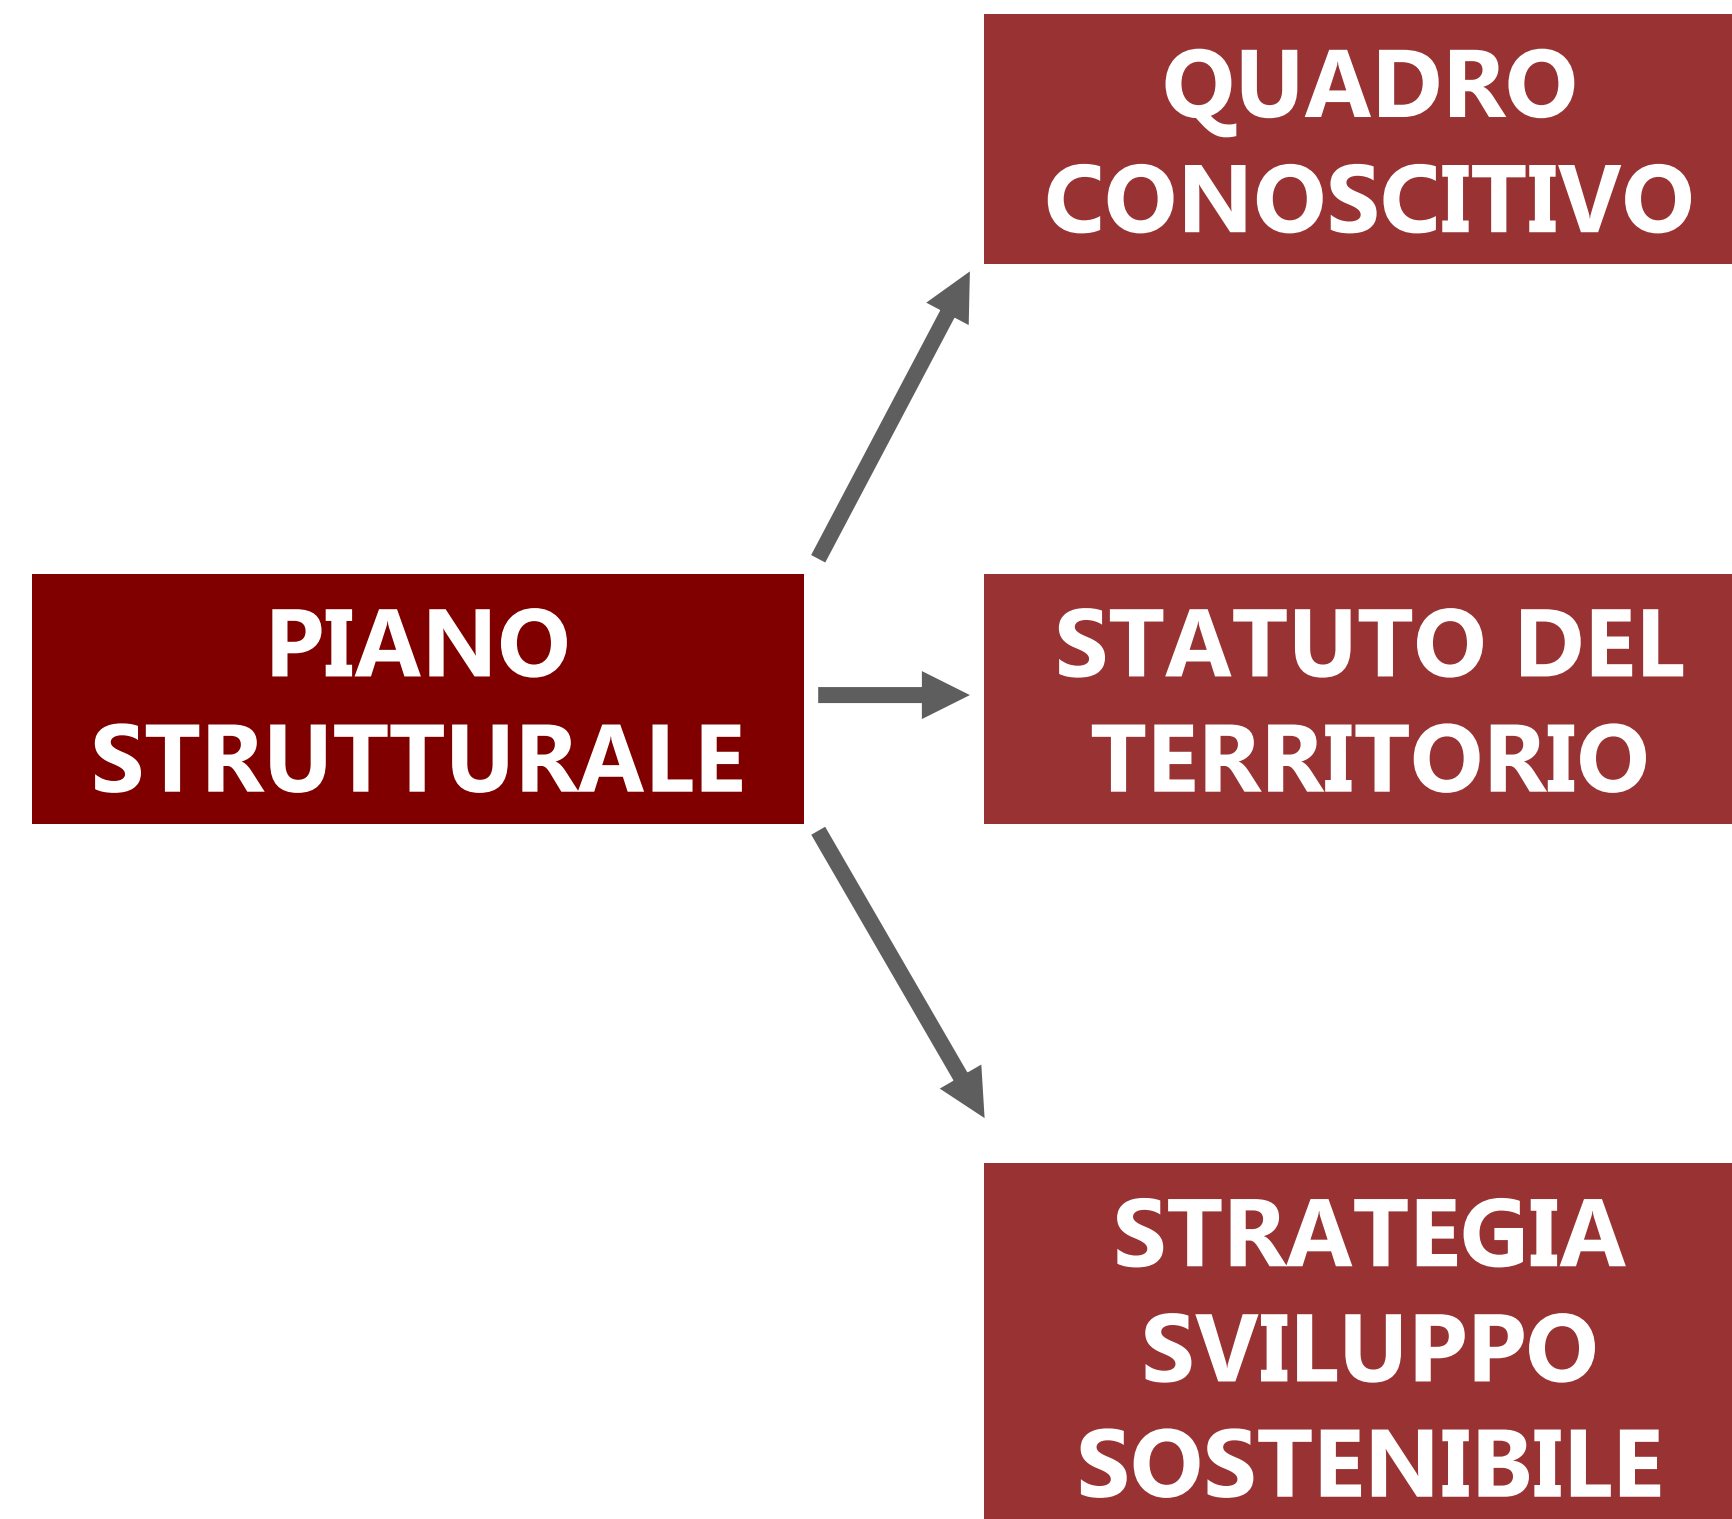 QUADRO
CONOSCITIVO
PIANO
STRUTTURALE
STATUTO DEL
TERRITORIO
STRATEGIA
SVILUPPO
SOSTENIBILE